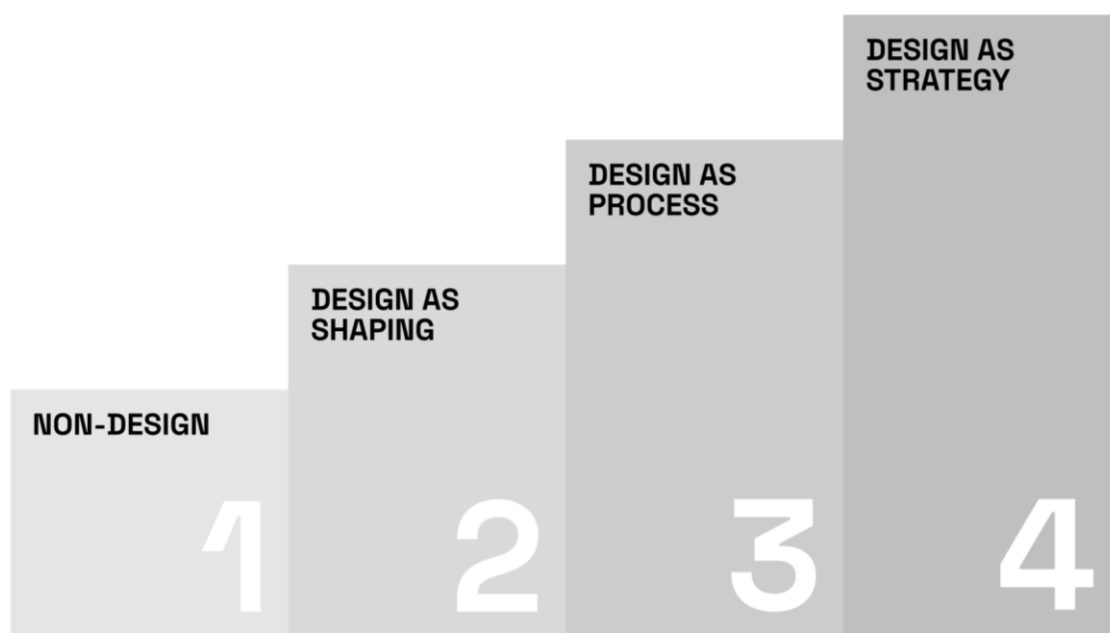 NON-DESIGN
1
DESIGN AS
SHAPING
2
DESIGN AS
PROCESS
3
DESIGN AS
STRATEGY
4